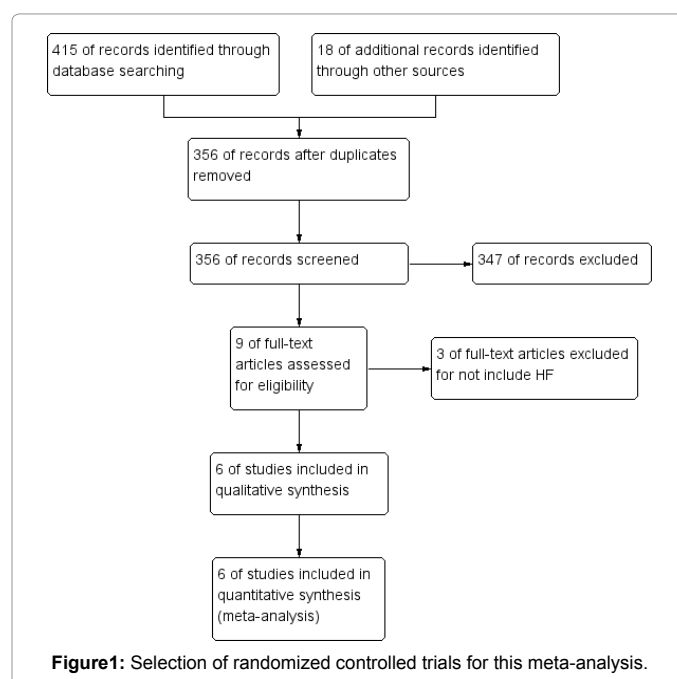 415 of records identified through
database searching
18 of additional records identified
through other sources
356 of records after duplicates
removed
356 of records screened
347 of records excluded
9 of full-text
articles assessed
for eligibility
3 of full-text articles excluded
for not include HF
6 of studies included in
qualitative synthesis
6 of studies included in
quantitative synthesis
(meta-analysis)
Figure1: Selection of randomized controlled trials for this meta-analysis.